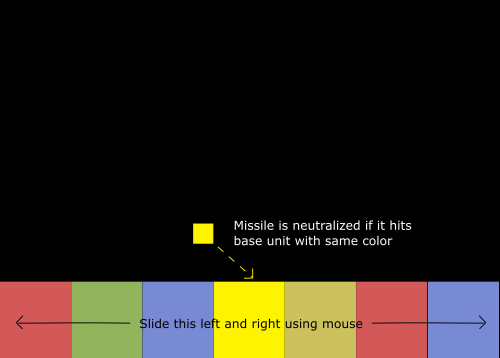 Missile is neutralized if it hits
base unit with same color
Slide this left and right using mouse